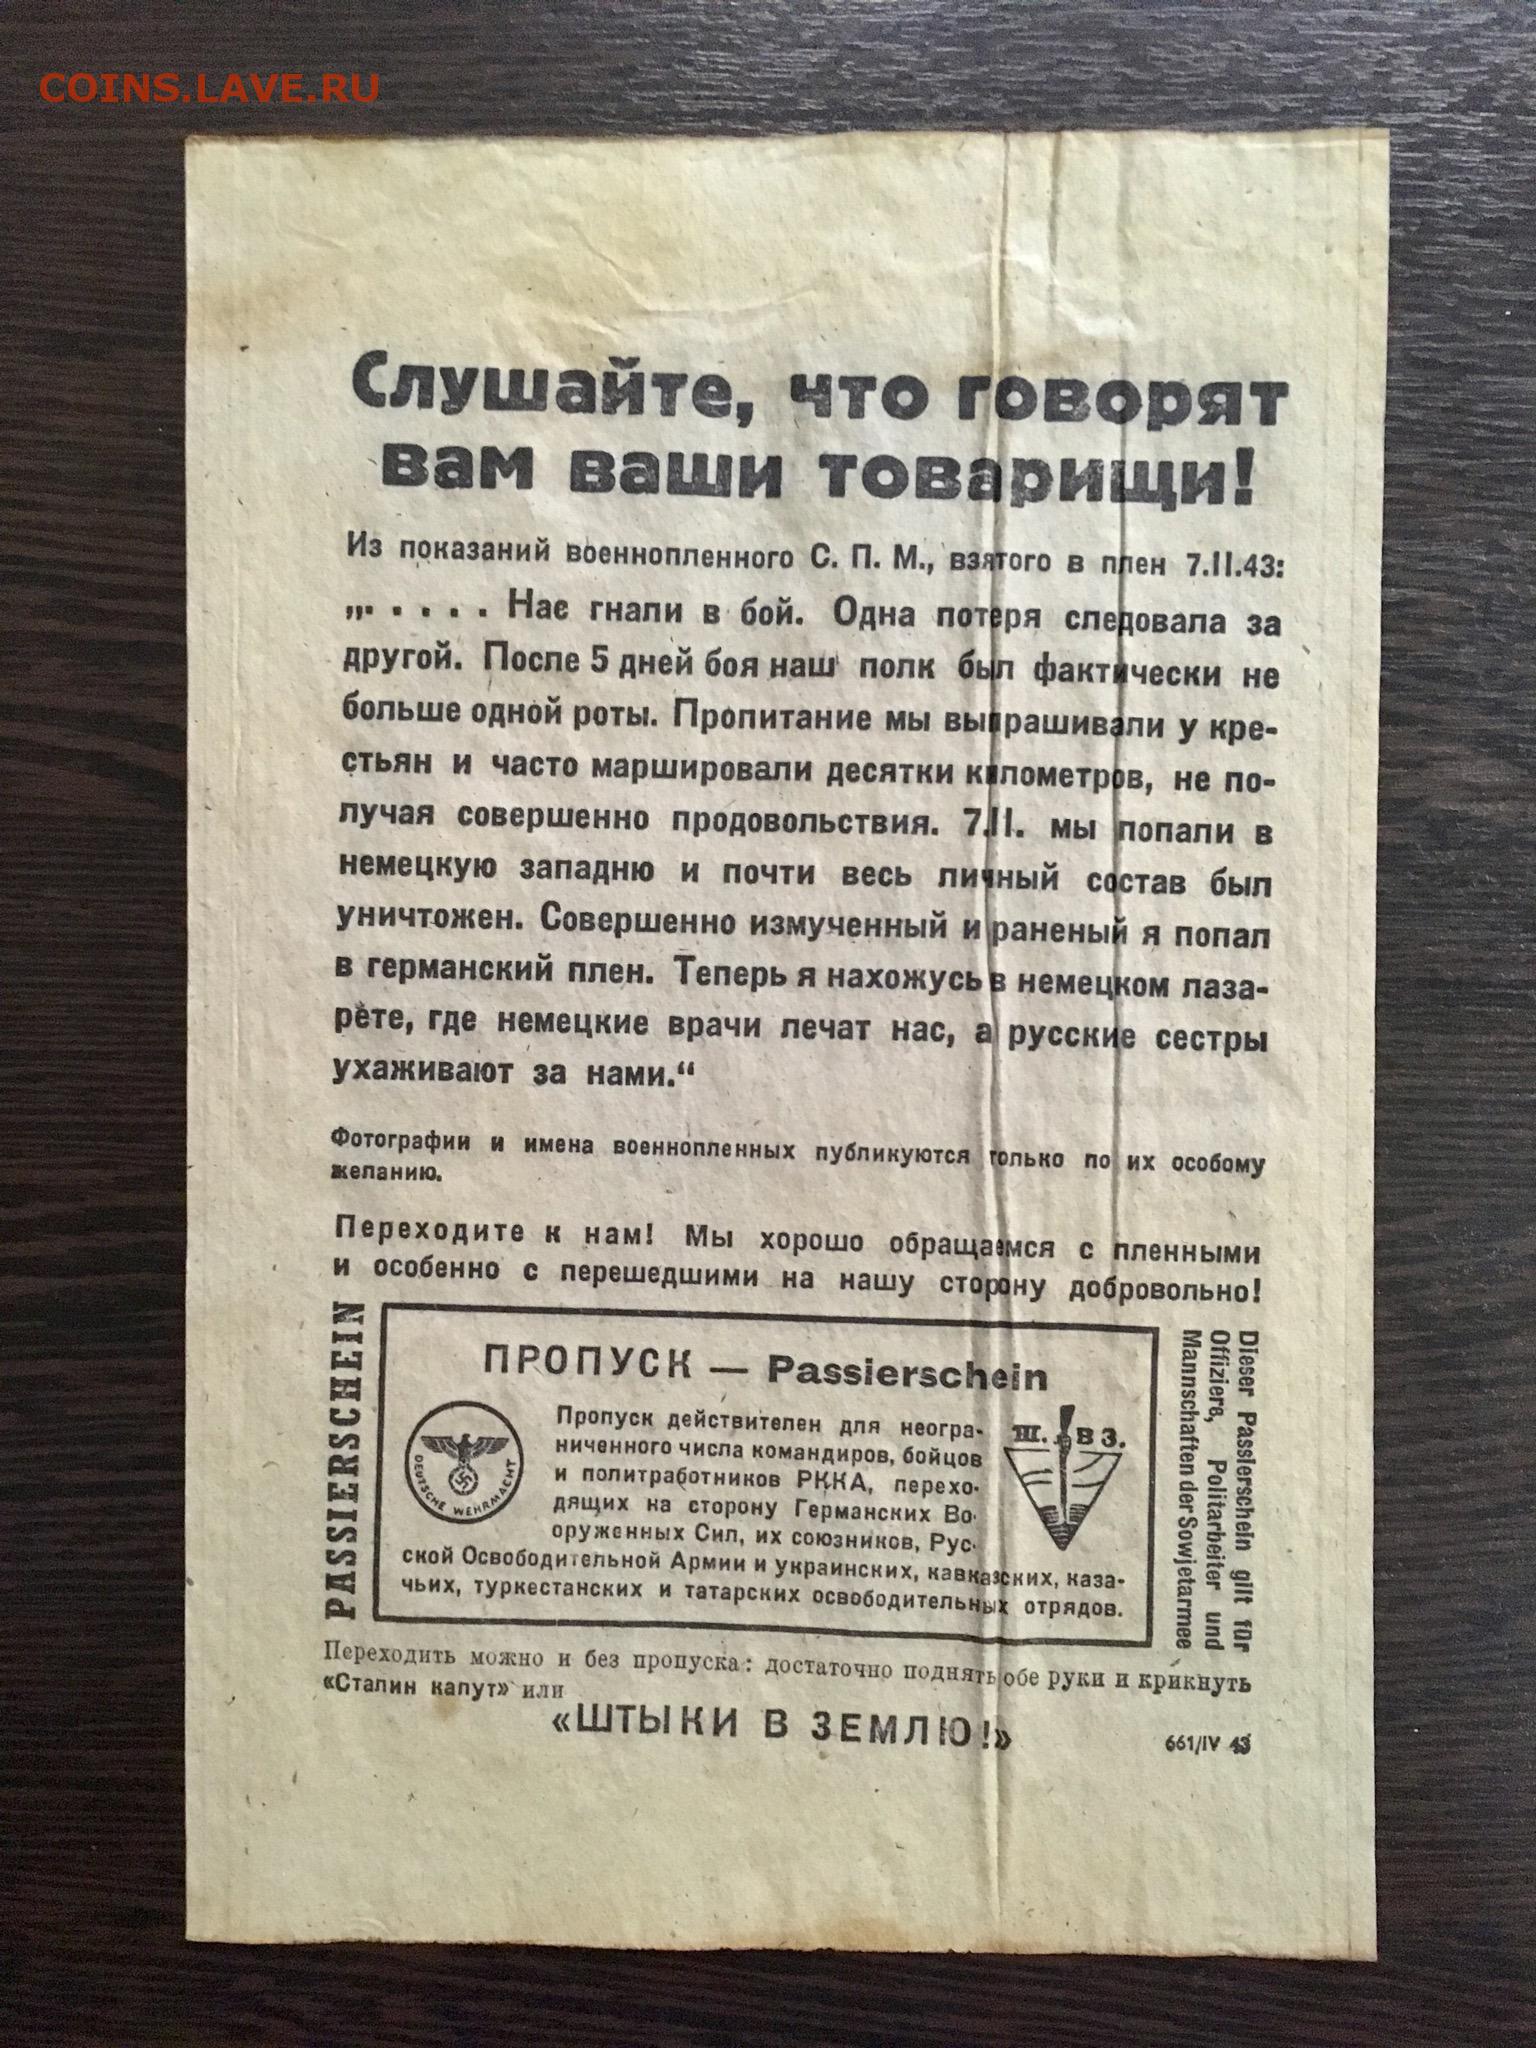 COINS.LAVE.RU
Слушайте, что говорят
вам ваши товарищи!
Из показаний военнопленного С. П. М., взятого в плен 7.II.43:
„. . . . . Нас гнали в бой. Одна потеря следовала за
другой. После 5 дней боя наш полк был фактически не
больше одной роты. Пропитание мы выпрашивали у кре-
стьян и часто маршировали десятки километров, не по-
лучая совершенно продовольствия. 7.II. мы попали в
немецкую западню и почти весь личный состав был
уничтожен. Совершенно измученный и раненый я попал
в германский плен. Теперь я нахожусь в немецком лаза-
рете, где немецкие врачи лечат нас, а русские сестры
ухаживают за нами.“
Фотографии и имена военнопленных публикуются только по их особому
желанию.
Переходите к нам! Мы хорошо обращаемся с пленными
и особенно с перешедшими на нашу сторону добровольно!
PASSIERSCHEIN
ПРОПУСК — Passierschein
DEUTSCHE WEHRMACHT
Пропуск действителен для неогра-
ниченного числа командиров, бойцов
и политработников РККА, перехо-
дящих на сторону Германских Во-
оруженных Сил, их союзников, Рус-
ской Освободительной Армии и украинских, кавказских, каза-
чьих, туркестанских и татарских освободительных отрядов.
Ш. В З.
Dieser Passierschein gilt für
Offiziere, Politarbeiter und
Mannschaften der Sowjetarmee
Переходить можно и без пропуска: достаточно поднять обе руки и крикнуть
«Сталин капут» или
«ШТЫКИ В ЗЕМЛЮ!»
661/IV 43